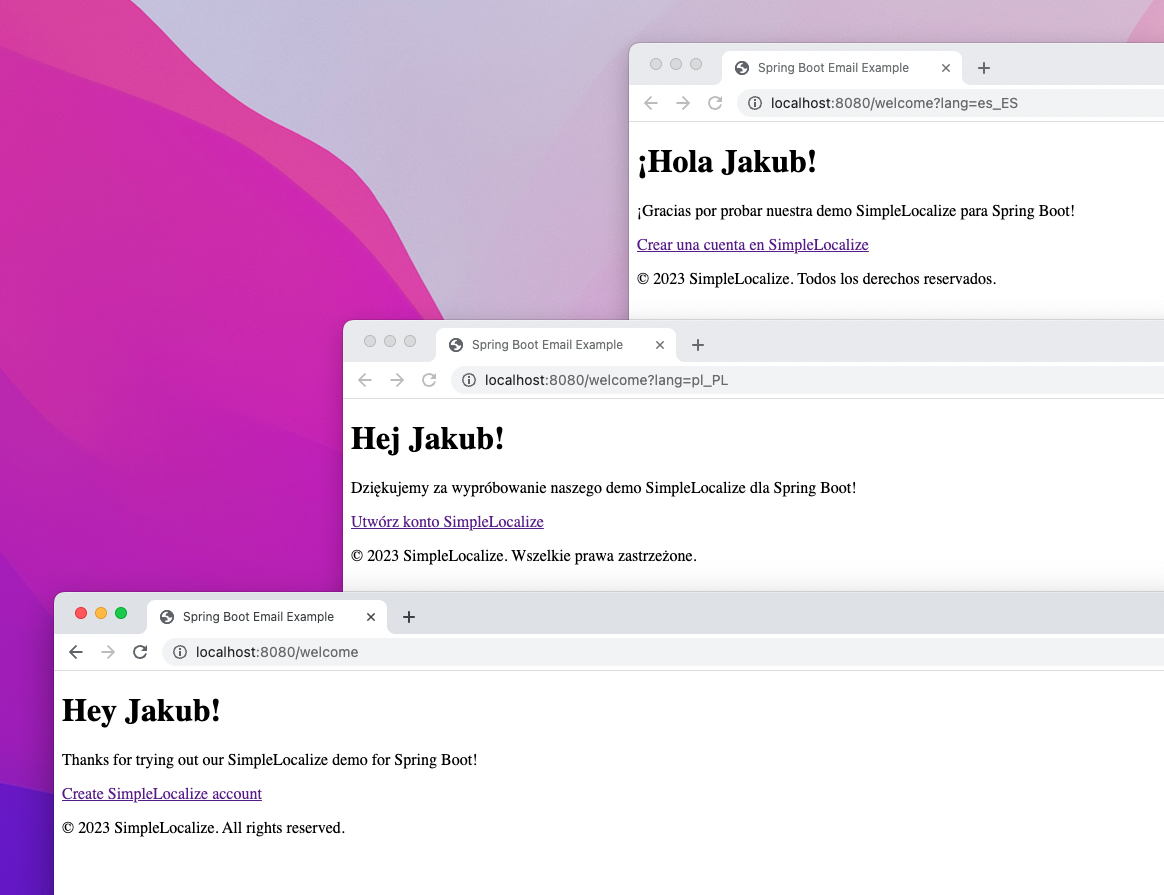 Spring Boot Email Example
localhost:8080/welcome?lang=es_ES
¡Hola Jakub!
¡Gracias por probar nuestra demo SimpleLocalize para Spring Boot!
Crear una cuenta en SimpleLocalize
© 2023 SimpleLocalize. Todos los derechos reservados.
Spring Boot Email Example
localhost:8080/welcome?lang=pl_PL
Hej Jakub!
Dziękujemy za wypróbowanie naszego demo SimpleLocalize dla Spring Boot!
Utwórz konto SimpleLocalize
© 2023 SimpleLocalize. Wszelkie prawa zastrzeżone.
Spring Boot Email Example
localhost:8080/welcome
Hey Jakub!
Thanks for trying out our SimpleLocalize demo for Spring Boot!
Create SimpleLocalize account
© 2023 SimpleLocalize. All rights reserved.